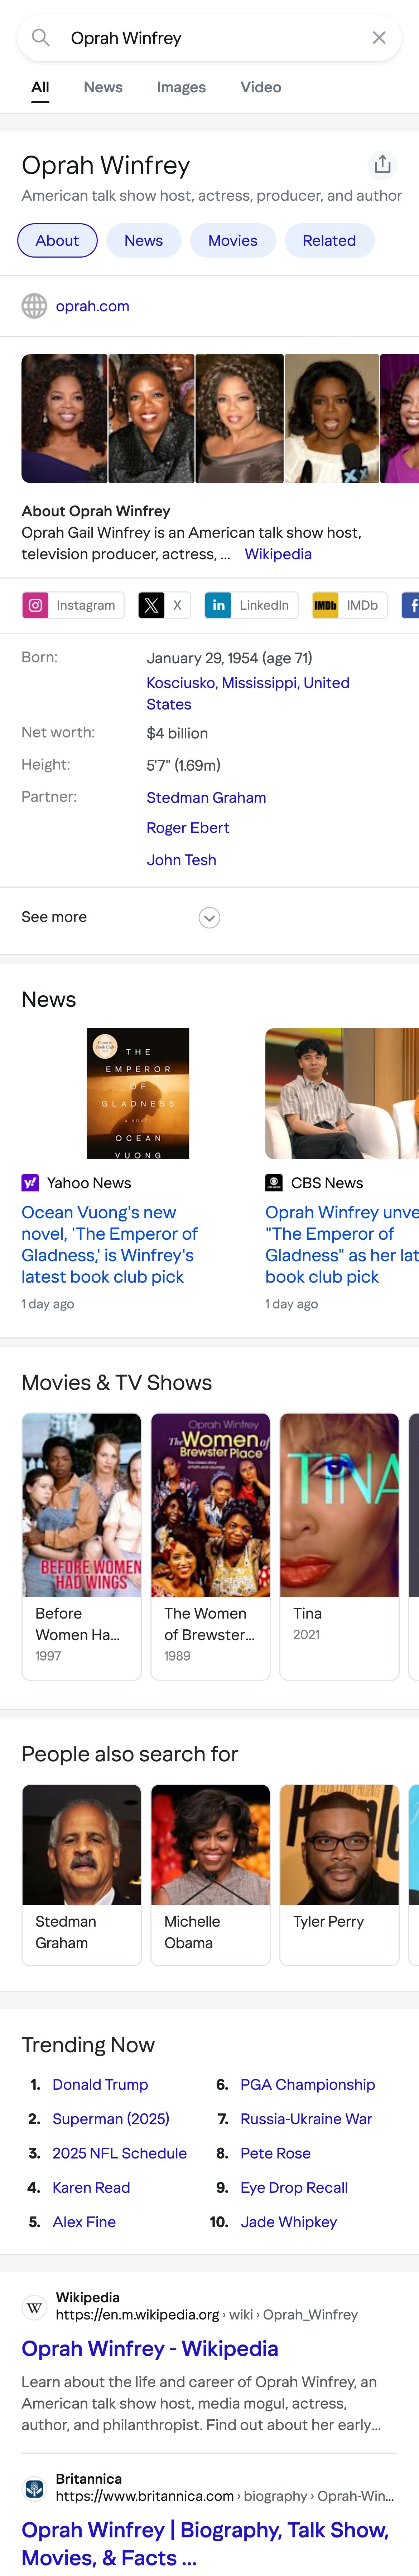 Oprah Winfrey
All News Images Video
Oprah Winfrey
American talk show host, actress, producer, and author
About News Movies Related
oprah.com
About Oprah Winfrey
Oprah Gail Winfrey is an American talk show host,
television producer, actress, ... Wikipedia
Instagram X LinkedIn IMDb IMDb
Born: January 29, 1954 (age 71)
Kosciusko, Mississippi, United
States
Net worth: $4 billion
Height: 5'7" (1.69m)
Partner: Stedman Graham
Roger Ebert
John Tesh
See more
News
THE
EMPEROR
OF
GLADNESS
A NOVEL
OCEAN
VUONG
Yahoo News
Ocean Vuong's new
novel, 'The Emperor of
Gladness,' is Winfrey's
latest book club pick
1 day ago
CBS News
Oprah Winfrey unve
"The Emperor of
Gladness" as her lat
book club pick
1 day ago
Movies & TV Shows
BEFORE WOMEN
HAD WINGS
Before
Women Ha...
1997
Oprah Winfrey
The Women of
Brewster Place
The Women
of Brewster...
1989
TINA
Tina
2021
People also search for
Stedman
Graham
Michelle
Obama
Tyler Perry
Trending Now
1. Donald Trump
2. Superman (2025)
3. 2025 NFL Schedule
4. Karen Read
5. Alex Fine
6. PGA Championship
7. Russia-Ukraine War
8. Pete Rose
9. Eye Drop Recall
10. Jade Whipkey
W
Wikipedia
https://en.m.wikipedia.org › wiki › Oprah_Winfrey
Oprah Winfrey - Wikipedia
Learn about the life and career of Oprah Winfrey, an
American talk show host, media mogul, actress,
author, and philanthropist. Find out about her early...
Britannica
https://www.britannica.com › biography › Oprah-Win...
Oprah Winfrey | Biography, Talk Show,
Movies, & Facts ...